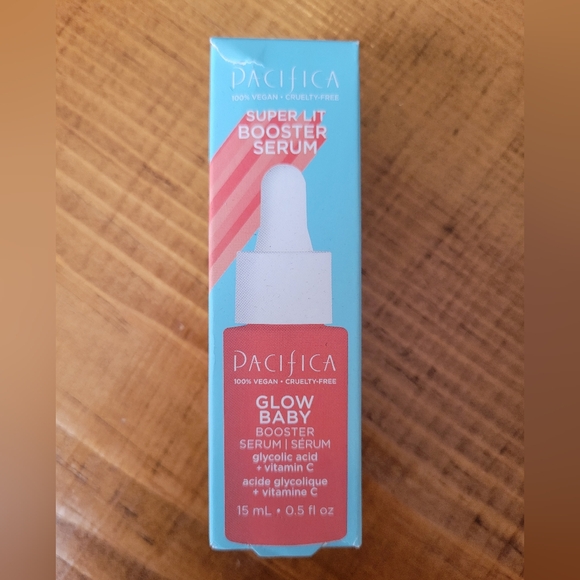 PACIFICA
100% VEGAN • CRUELTY-FREE
SUPER LIT
BOOSTER
SERUM
PACIFICA
100% VEGAN • CRUELTY-FREE
GLOW
BABY
BOOSTER
SERUM | SÉRUM
glycolic acid
+ vitamin C
acide glycolique
+ vitamine C
15 mL • 0.5 fl oz